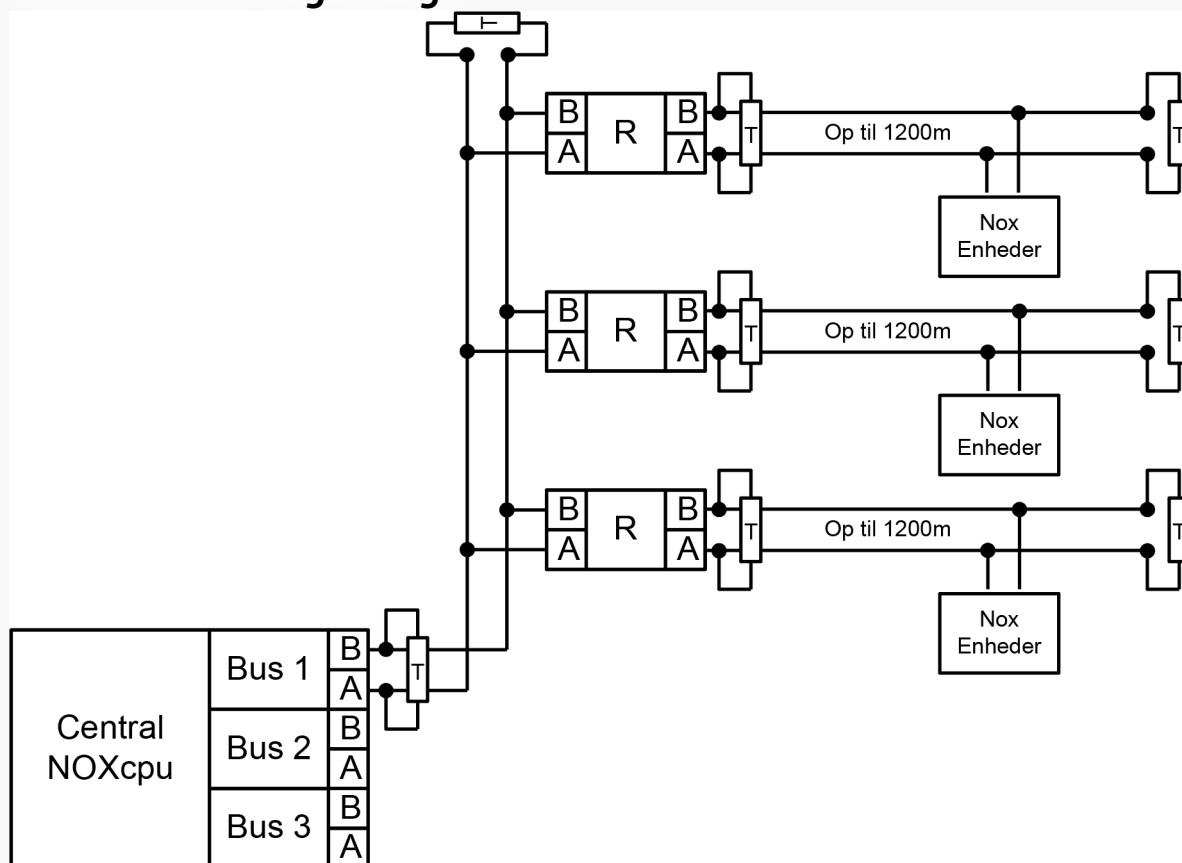 T
B
R
B
A
A
T
Op til 1200m
T
Nox
Enheder
B
R
B
A
A
T
Op til 1200m
T
Nox
Enheder
B
R
B
A
A
T
Op til 1200m
T
Nox
Enheder
Central
NOXcpu
Bus 1
B
A
T
Bus 2
B
A
Bus 3
B
A